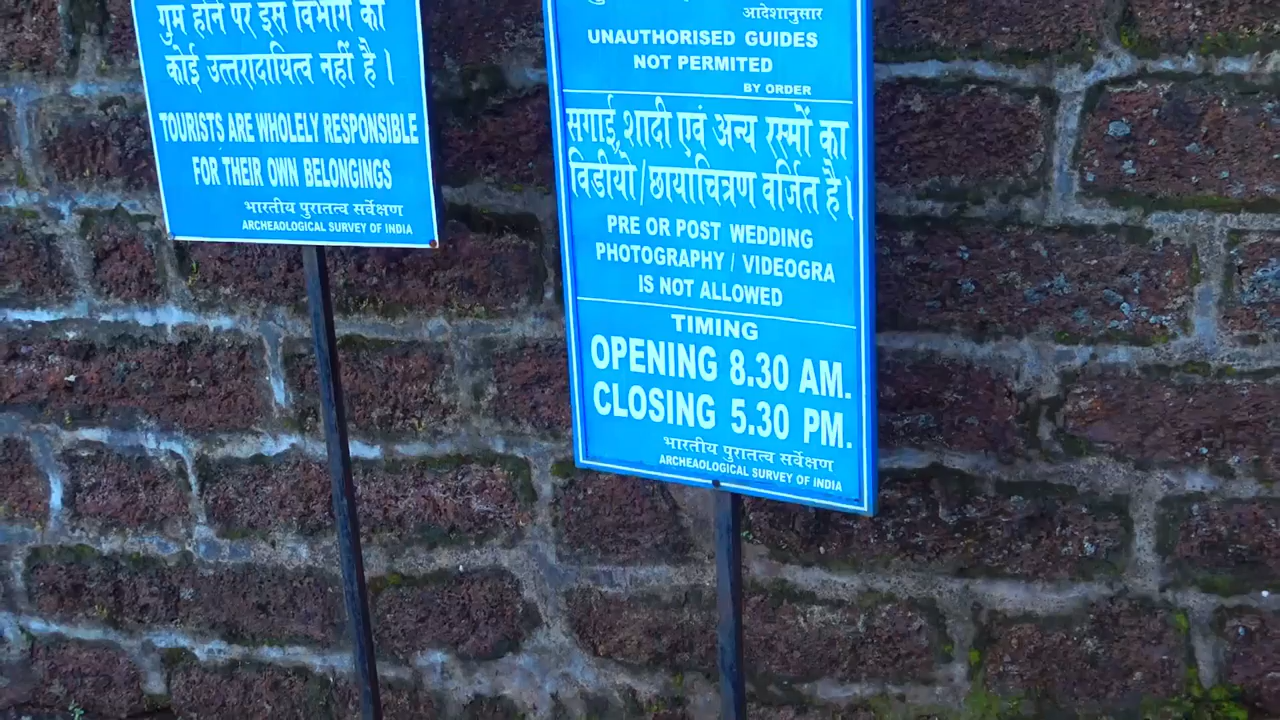 गुम होने पर इस विभाग का
कोई उत्तरादायित्व नहीं है ।
TOURISTS ARE WHOLELY RESPONSIBLE
FOR THEIR OWN BELONGINGS
भारतीय पुरातत्व सर्वेक्षण
ARCHEAOLOGICAL SURVEY OF INDIA
आदेशानुसार
UNAUTHORISED GUIDES
NOT PERMITTED
BY ORDER
सगाई, शादी एवं अन्य रस्मों का
विडीयो/छायाचित्रण वर्जित है।
PRE OR POST WEDDING
PHOTOGRAPHY / VIDEOGRA
IS NOT ALLOWED
TIMING
OPENING 8.30 AM.
CLOSING 5.30 PM.
भारतीय पुरातत्व सर्वेक्षण
ARCHEAOLOGICAL SURVEY OF INDIA